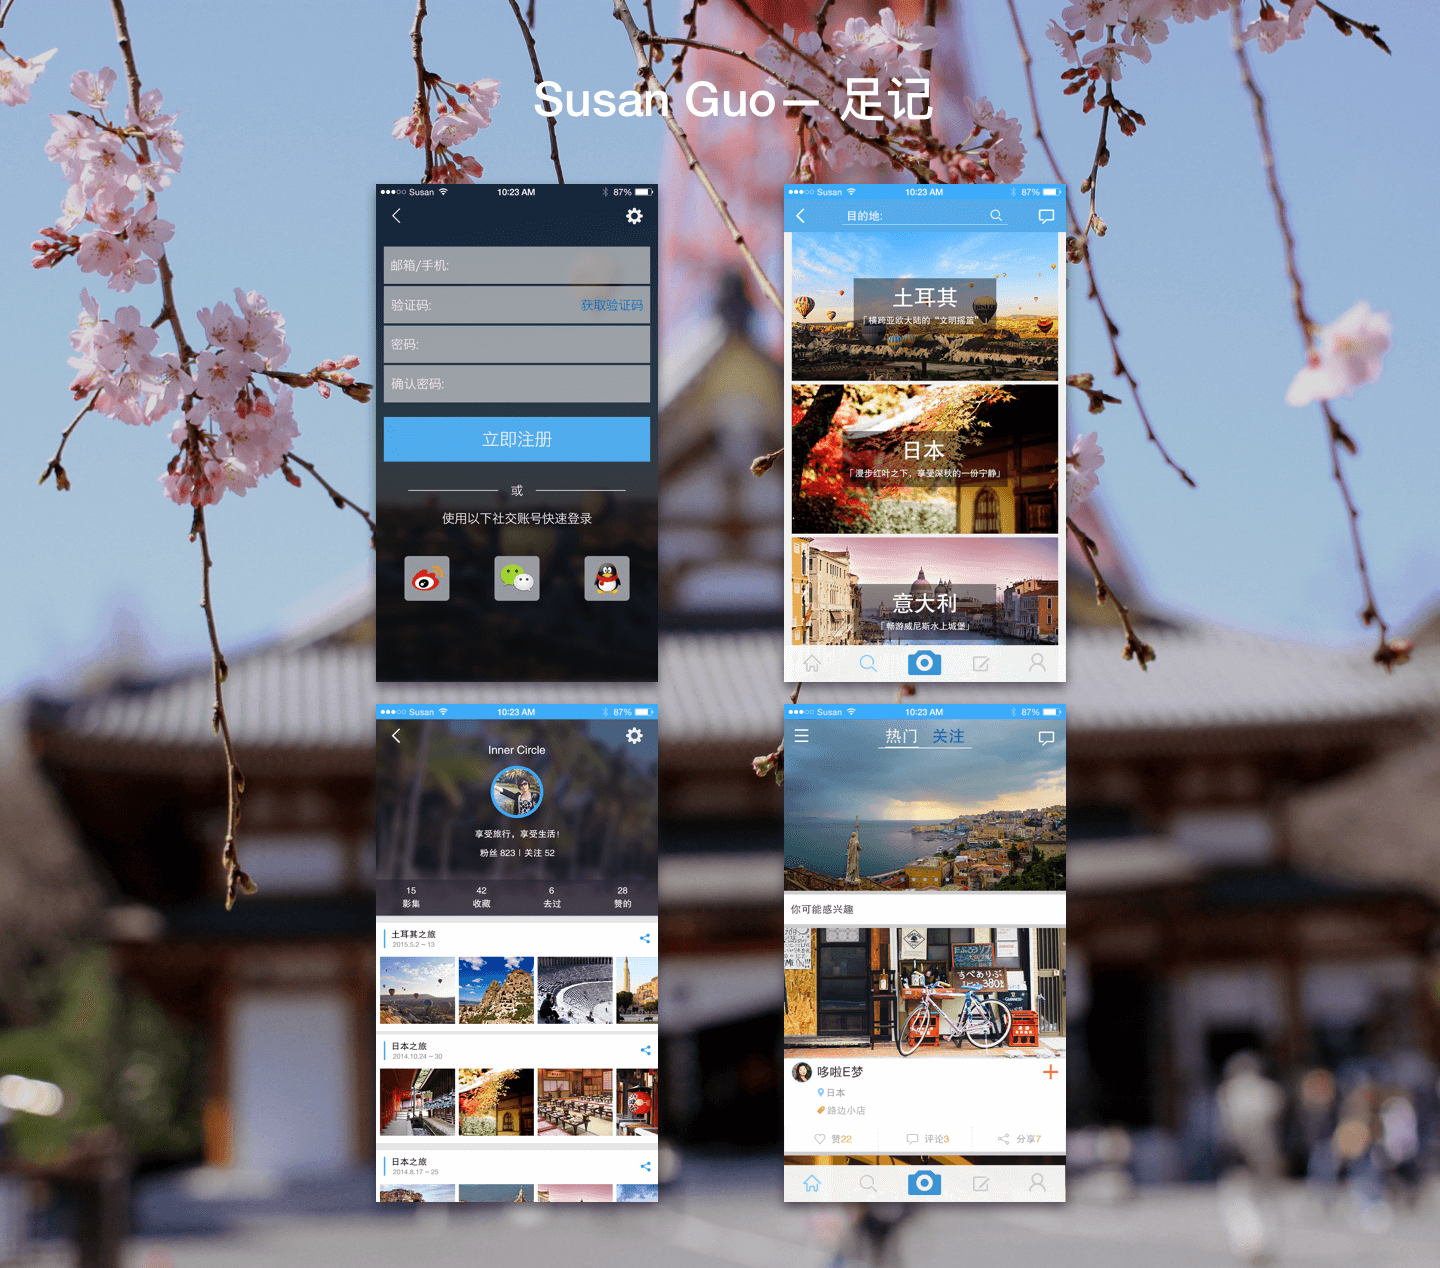 Susan Guo— 足记
Susan 10:23 AM 87%
邮箱/手机:
验证码: 获取验证码
密码:
确认密码:
立即注册
或
使用以下社交账号快速登录
Susan 10:23 AM 87%
目的地:
土耳其
「横跨亚欧大陆的“文明摇篮”」
日本
「漫步红叶之下，享受深秋的一份宁静」
意大利
「畅游威尼斯水上城堡」
Susan 10:23 AM 87%
Inner Circle
享受旅行，享受生活！
粉丝 823 | 关注 52
15 42 6 28
影集 收藏 去过 赞的
土耳其之旅
2015.5.2 ~ 13
日本之旅
2014.10.24 ~ 30
日本之旅
2014.8.17 ~ 25
Susan 10:23 AM 87%
热门 关注
你可能感兴趣
ちべありぶ
380
GUINNESS
哆啦E梦
日本
路边小店
赞22 评论3 分享7